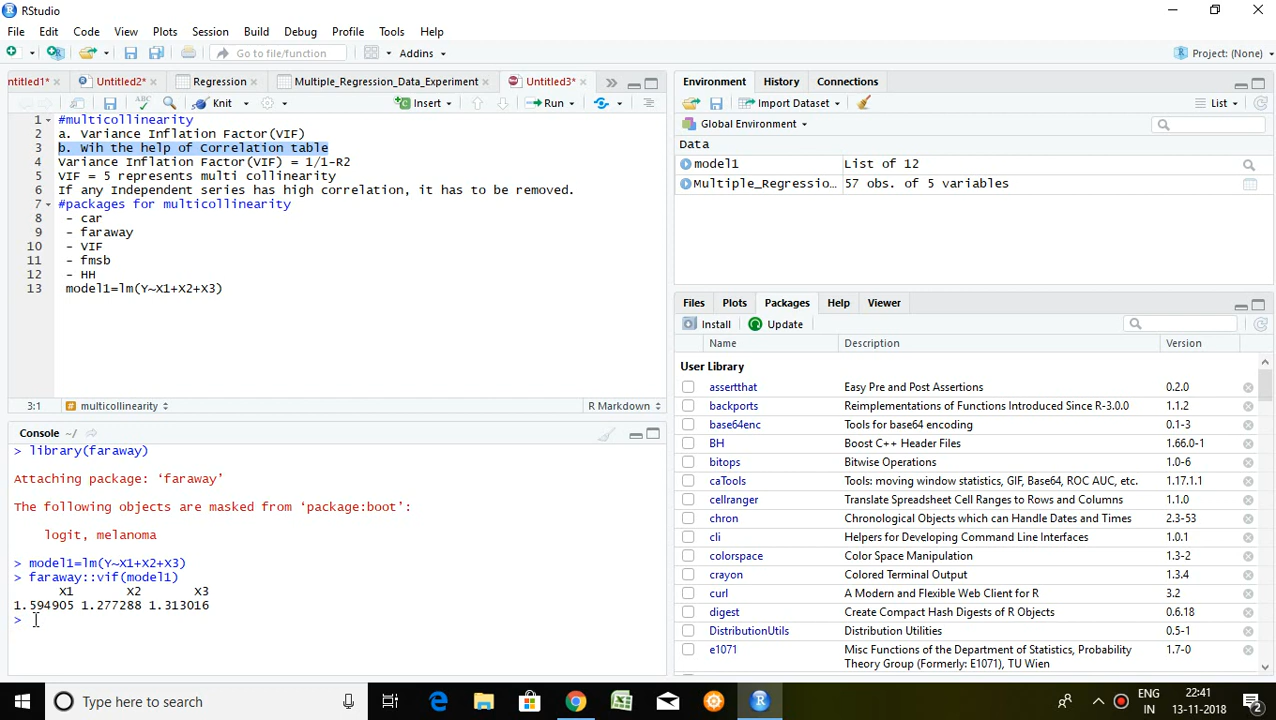 RStudio
File Edit Code View Plots Session Build Debug Profile Tools Help
Go to file/function Addins Project: (None)
ntitled1* Untitled2* Regression Multiple_Regression_Data_Experiment Untitled3*
Knit Insert Run
1 #multicollinearity
2 a. Variance Inflation Factor(VIF)
3 b. Wih the help of Correlation table
4 Variance Inflation Factor(VIF) = 1/1-R2
5 VIF = 5 represents multi collinearity
6 If any Independent series has high correlation, it has to be removed.
7 #packages for multicollinearity
8 - car
9 - faraway
10 - VIF
11 - fmsb
12 - HH
13 model1=lm(Y~X1+X2+X3)
3:1 multicollinearity R Markdown
Console ~/
> library(faraway)
Attaching package: ‘faraway’
The following objects are masked from ‘package:boot’:
logit, melanoma
> model1=lm(Y~X1+X2+X3)
> faraway::vif(model1)
X1 X2 X3
1.594905 1.277288 1.313016
>
Environment History Connections
Import Dataset List
Global Environment
Data
model1 List of 12
Multiple_Regressio… 57 obs. of 5 variables
Files Plots Packages Help Viewer
Install Update
Name Description Version
User Library
assertthat Easy Pre and Post Assertions 0.2.0
backports Reimplementations of Functions Introduced Since R-3.0.0 1.1.2
base64enc Tools for base64 encoding 0.1-3
BH Boost C++ Header Files 1.66.0-1
bitops Bitwise Operations 1.0-6
caTools Tools: moving window statistics, GIF, Base64, ROC AUC, etc. 1.17.1.1
cellranger Translate Spreadsheet Cell Ranges to Rows and Columns 1.1.0
chron Chronological Objects which can Handle Dates and Times 2.3-53
cli Helpers for Developing Command Line Interfaces 1.0.1
colorspace Color Space Manipulation 1.3-2
crayon Colored Terminal Output 1.3.4
curl A Modern and Flexible Web Client for R 3.2
digest Create Compact Hash Digests of R Objects 0.6.18
DistributionUtils Distribution Utilities 0.5-1
e1071 Misc Functions of the Department of Statistics, Probability 1.7-0
Theory Group (Formerly: E1071), TU Wien
Type here to search
ENG 22:41
IN 13-11-2018 2